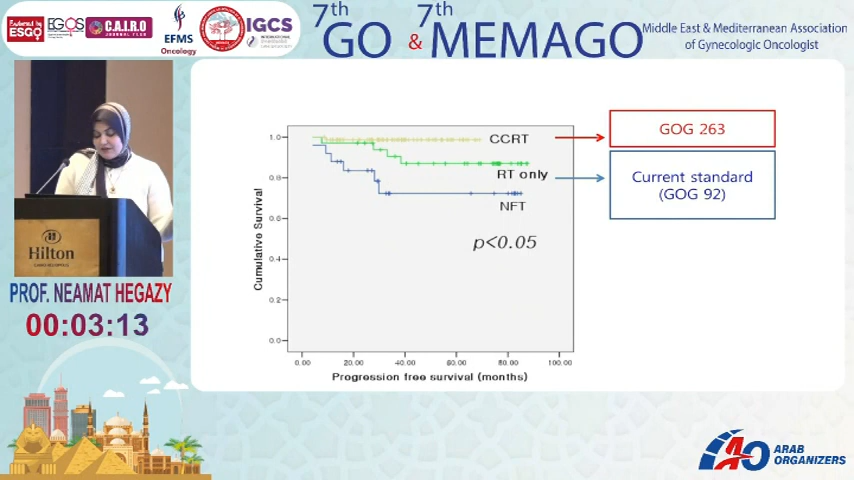 Endorsed by
ESGO
EGOS
C.A.I.R.O
EFMS
Oncology
IGCS
7th GO & 7th MEMAGO
Middle East & Mediterranean Association
of Gynecologic Oncologist
1.0
0.8
0.6
0.4
0.2
0.0
Cumulative Survival
CCRT
RT only
NFT
p<0.05
0.00 20.00 40.00 60.00 80.00 100.00
Progression free survival (months)
GOG 263
Current standard
(GOG 92)
Hilton
PROF. NEAMAT HEGAZY
00:03:13
ARAB
ORGANIZERS